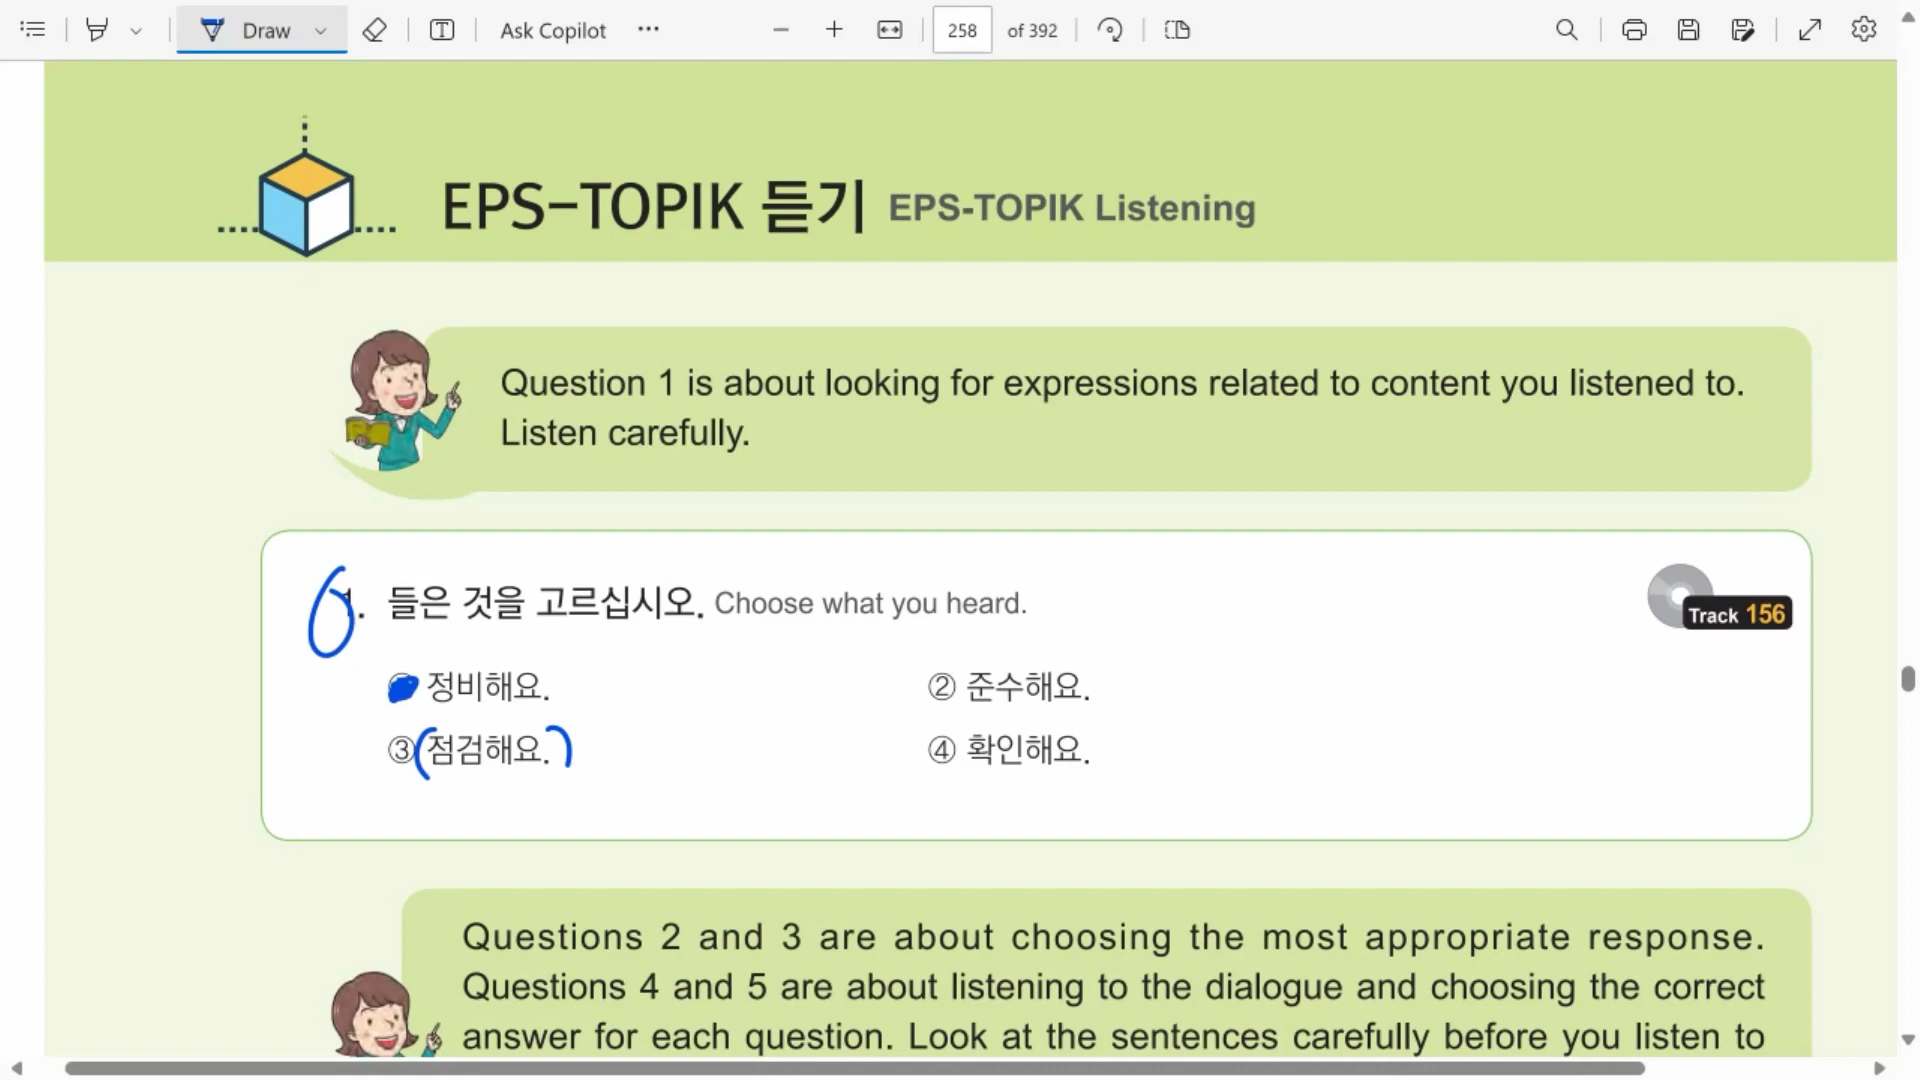 Draw
Ask Copilot
258 of 392
EPS-TOPIK 듣기 EPS-TOPIK Listening
Question 1 is about looking for expressions related to content you listened to.
Listen carefully.
1. 들은 것을 고르십시오. Choose what you heard.
Track 156
정비해요. ② 준수해요.
③ 점검해요. ④ 확인해요.
Questions 2 and 3 are about choosing the most appropriate response.
Questions 4 and 5 are about listening to the dialogue and choosing the correct
answer for each question. Look at the sentences carefully before you listen to